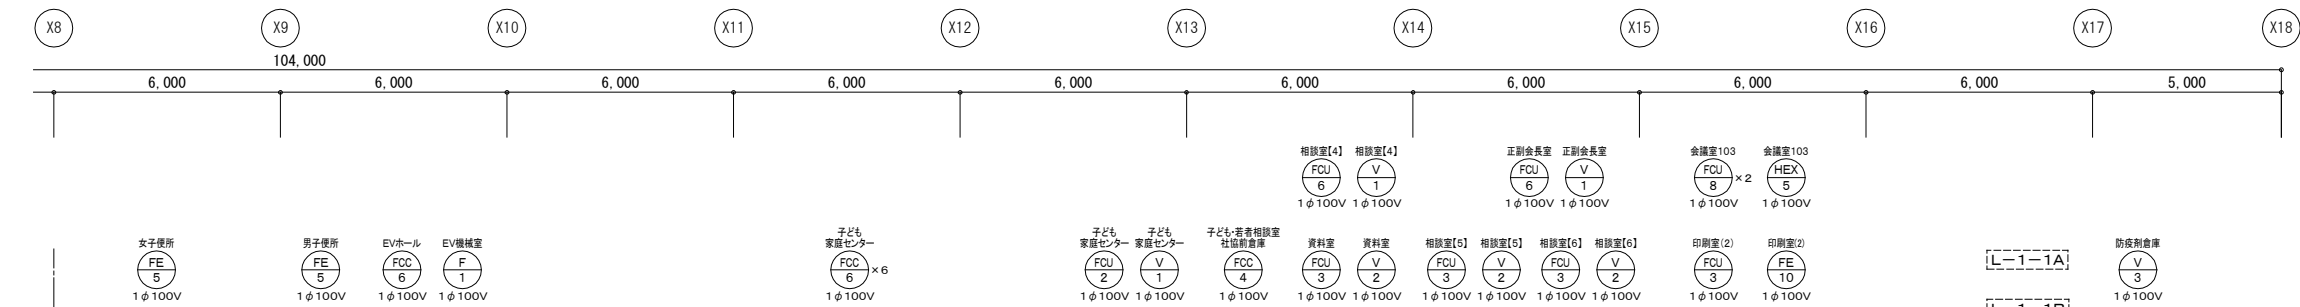 X8 X9 X10 X11 X12 X13 X14 X15 X16 X17 X18
104,000
6,000 6,000 6,000 6,000 6,000 6,000 6,000 6,000 6,000 5,000
相談室【4】 相談室【4】 正副会長室 正副会長室 会議室103 会議室103
FCU V FCU V FCU HEX
6 1 6 1 8 ×2 5
1φ100V 1φ100V 1φ100V 1φ100V 1φ100V 1φ100V
子ども 子ども 子ども 子ども・若者相談室
女子便所 男子便所 EVホール EV機械室 家庭センター 家庭センター 家庭センター 社協前倉庫 資料室 資料室 相談室【5】 相談室【5】 相談室【6】 相談室【6】 印刷室(2) 印刷室(2) 防疫剤倉庫
FE FE FCC F FCC FCU V FCC FCU V FCU V FCU V FCU FE L-1-1A V
5 5 6 1 6 ×6 2 1 4 3 2 3 2 3 2 3 10 3
1φ100V 1φ100V 1φ100V 1φ100V 1φ100V 1φ100V 1φ100V 1φ100V 1φ100V 1φ100V 1φ100V 1φ100V 1φ100V 1φ100V 1φ100V 1φ100V 1φ100V